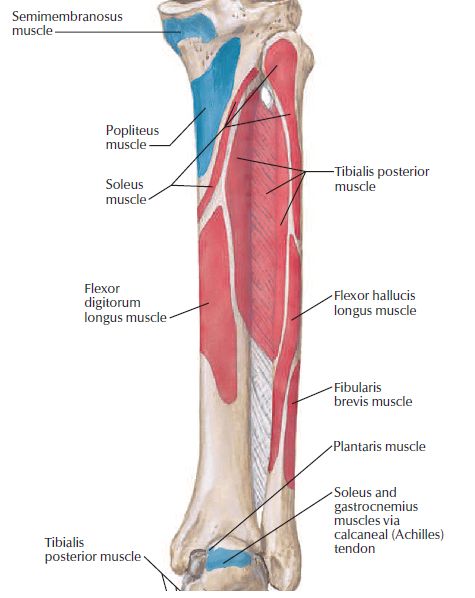 Semimembranosus
muscle
Popliteus
muscle
Soleus
muscle
Tibialis posterior
muscle
Flexor
digitorum
longus muscle
Flexor hallucis
longus muscle
Fibularis
brevis muscle
Plantaris muscle
Soleus and
gastrocnemius
muscles via
calcaneal (Achilles)
tendon
Tibialis
posterior muscle